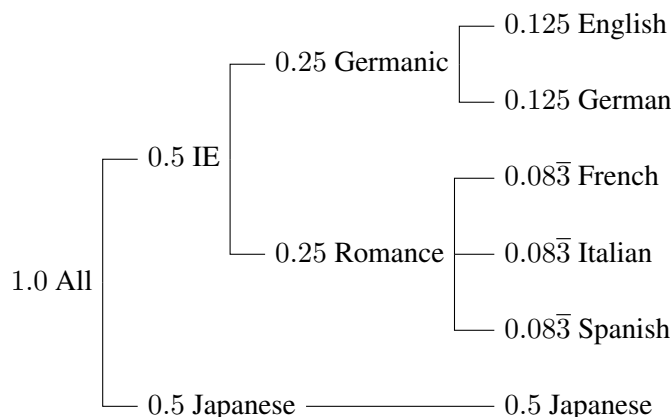 0.125 English
0.25 Germanic
0.125 German
0.5 IE
0.083̅ French
0.25 Romance
0.083̅ Italian
1.0 All
0.083̅ Spanish
0.5 Japanese
0.5 Japanese